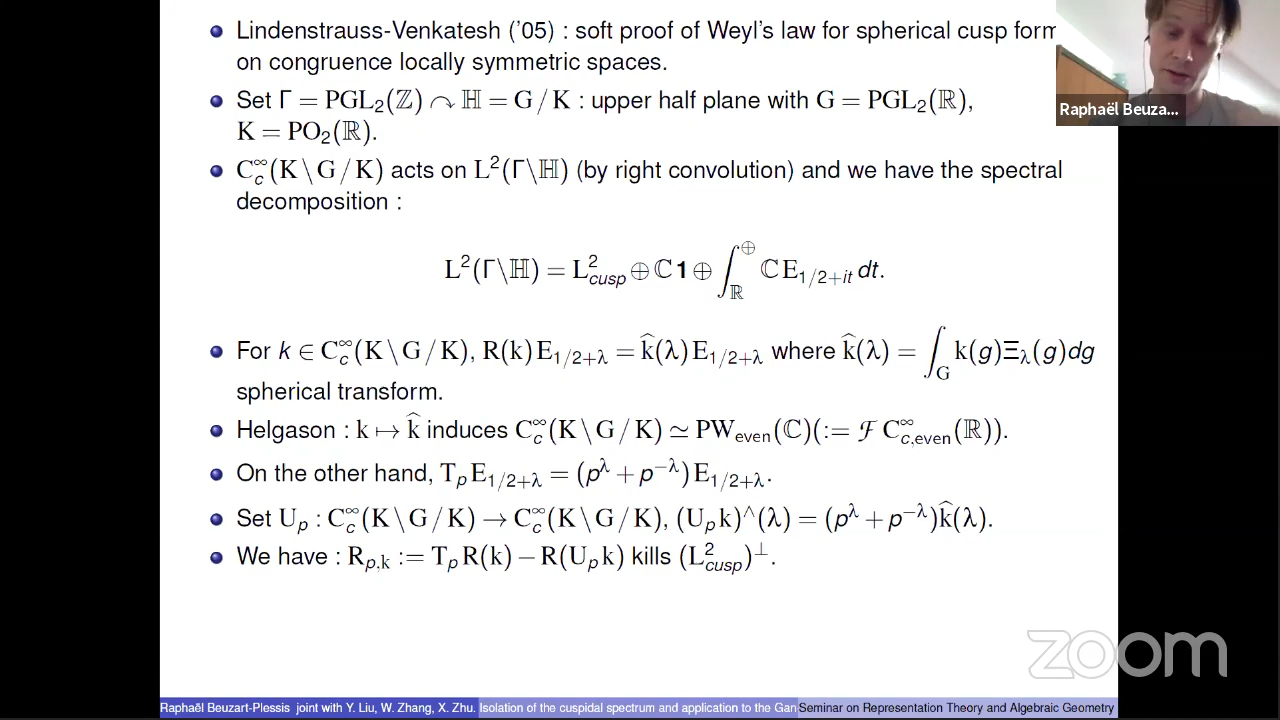 Lindenstrauss-Venkatesh ('05) : soft proof of Weyl's law for spherical cusp form
on congruence locally symmetric spaces.
Set Γ = PGL₂(ℤ) ↷ ℍ = G / K : upper half plane with G = PGL₂(ℝ),
K = PO₂(ℝ).
C_c^∞(K \ G / K) acts on L²(Γ\ℍ) (by right convolution) and we have the spectral
decomposition :
L²(Γ\ℍ) = L²_cusp ⊕ ℂ1 ⊕ ∫_ℝ^⊕ ℂ E_{1/2+it} dt.
For k ∈ C_c^∞(K \ G / K), R(k) E_{1/2+λ} = k̂(λ) E_{1/2+λ} where k̂(λ) = ∫_G k(g)Ξ_λ(g)dg
spherical transform.
Helgason : k ↦ k̂ induces C_c^∞(K \ G / K) ≃ PW_even(ℂ)(:= ℱ C_{c,even}^∞(ℝ)).
On the other hand, T_p E_{1/2+λ} = (p^λ + p^{−λ}) E_{1/2+λ}.
Set U_p : C_c^∞(K \ G / K) → C_c^∞(K \ G / K), (U_p k)^∧(λ) = (p^λ + p^{−λ})k̂(λ).
We have : R_{p,k} := T_p R(k) − R(U_p k) kills (L²_cusp)^⊥.
Raphaël Beuza...
zoom
Raphaël Beuzart-Plessis joint with Y. Liu, W. Zhang, X. Zhu. Isolation of the cuspidal spectrum and application to the Gan Seminar on Representation Theory and Algebraic Geometry